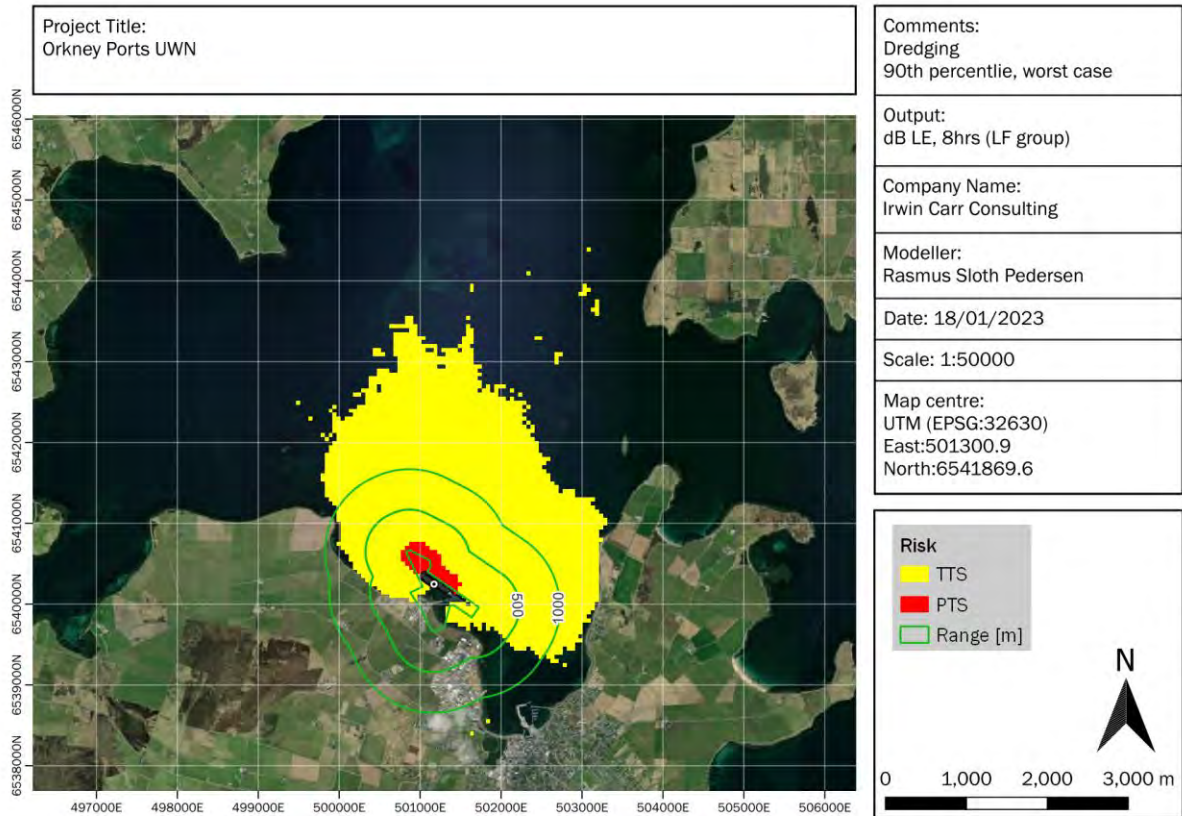 Project Title:
Orkney Ports UWN
Comments:
Dredging
90th percentlie, worst case
Output:
dB LE, 8hrs (LF group)
Company Name:
Irwin Carr Consulting
Modeller:
Rasmus Sloth Pedersen
Date: 18/01/2023
Scale: 1:50000
Map centre:
UTM (EPSG:32630)
East:501300.9
North:6541869.6
6546000N
6545000N
6544000N
6543000N
6542000N
6541000N
6540000N
6539000N
6538000N
500
1000
497000E
498000E
499000E
500000E
501000E
502000E
503000E
504000E
505000E
506000E
Risk
TTS
PTS
Range [m]
N
0 1,000 2,000 3,000 m